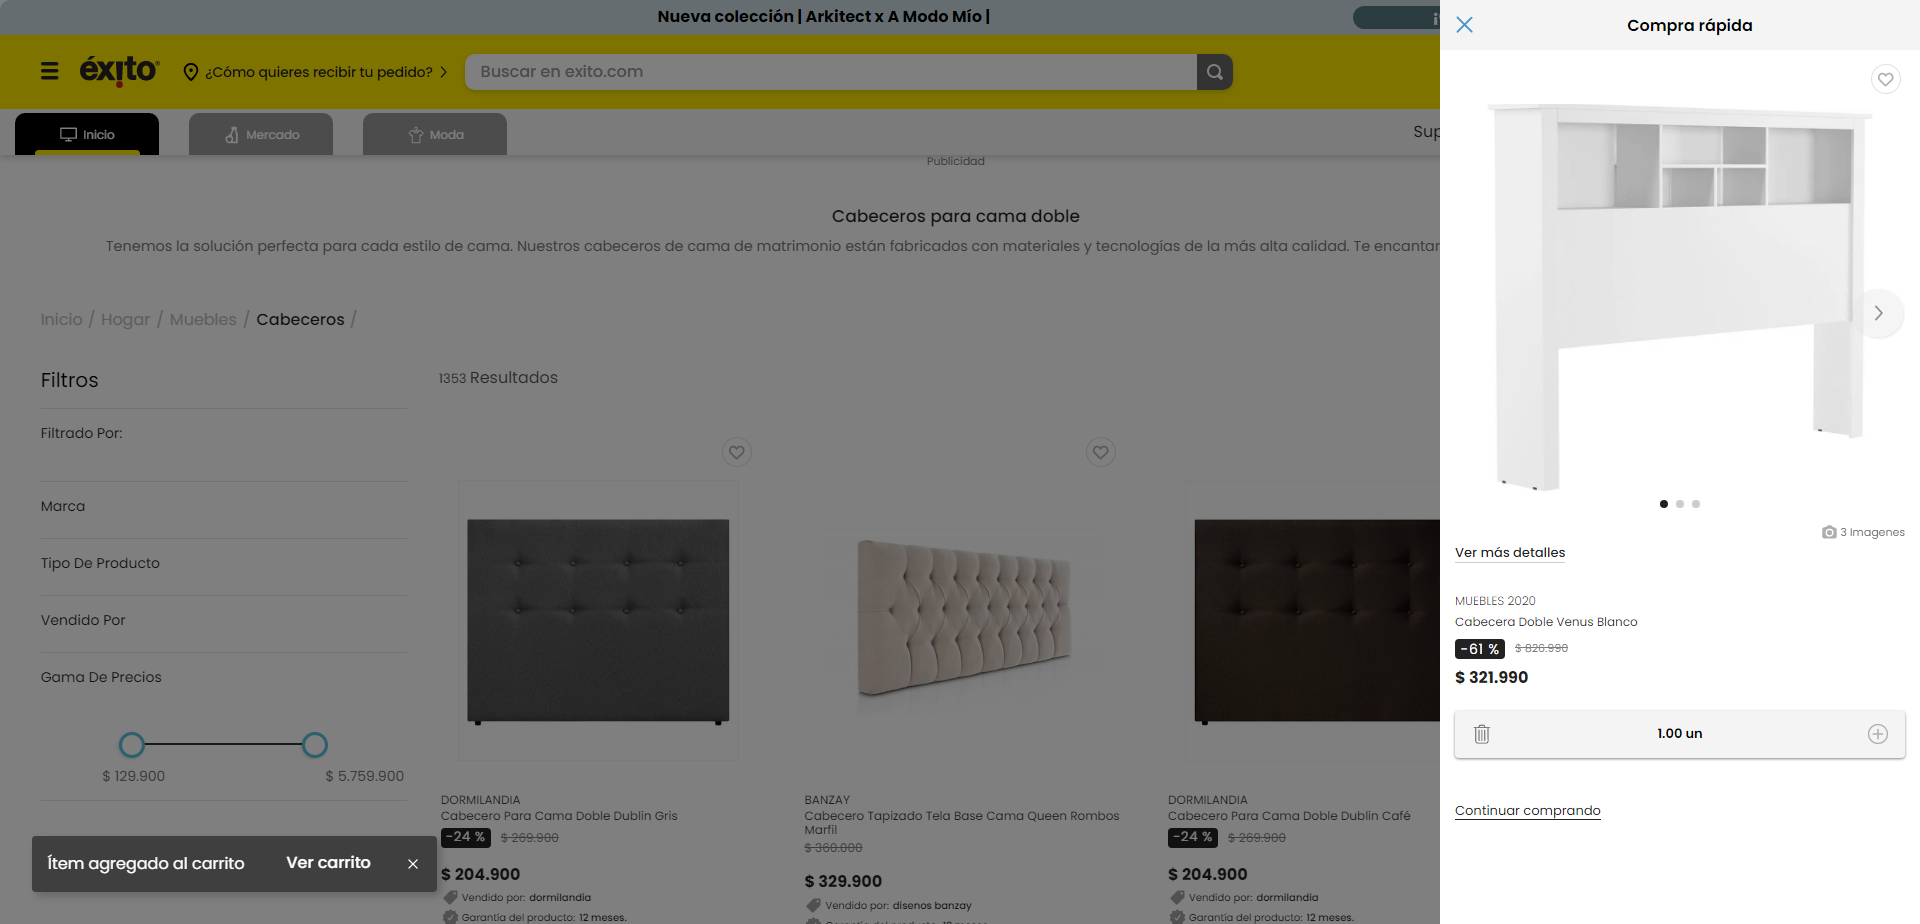 Nueva colección | Arkitect x A Modo Mío |
éxito
¿Cómo quieres recibir tu pedido?
Buscar en exito.com
Inicio
Mercado
Moda
Sup
Publicidad
Cabeceros para cama doble
Tenemos la solución perfecta para cada estilo de cama. Nuestros cabeceros de cama de matrimonio están fabricados con materiales y tecnologías de la más alta calidad. Te encantar
Inicio / Hogar / Muebles / Cabeceros /
Filtros
1353 Resultados
Filtrado Por:
Marca
Tipo De Producto
Vendido Por
Gama De Precios
$ 129.900
$ 5.759.900
DORMILANDIA
Cabecero Para Cama Doble Dublin Gris
-24 % $ 269.900
$ 204.900
Vendido por: dormilandia
Garantía del producto: 12 meses.
BANZAY
Cabecero Tapizado Tela Base Cama Queen Rombos
Marfil
$ 360.000
$ 329.900
Vendido por: disenos banzay
Garantía del producto: 12 meses.
DORMILANDIA
Cabecero Para Cama Doble Dublín Café
-24 % $ 269.900
$ 204.900
Vendido por: dormilandia
Garantía del producto: 12 meses.
Ítem agregado al carrito
Ver carrito
Compra rápida
3 Imagenes
Ver más detalles
MUEBLES 2020
Cabecera Doble Venus Blanco
-61 % $ 826.990
$ 321.990
1.00 un
Continuar comprando